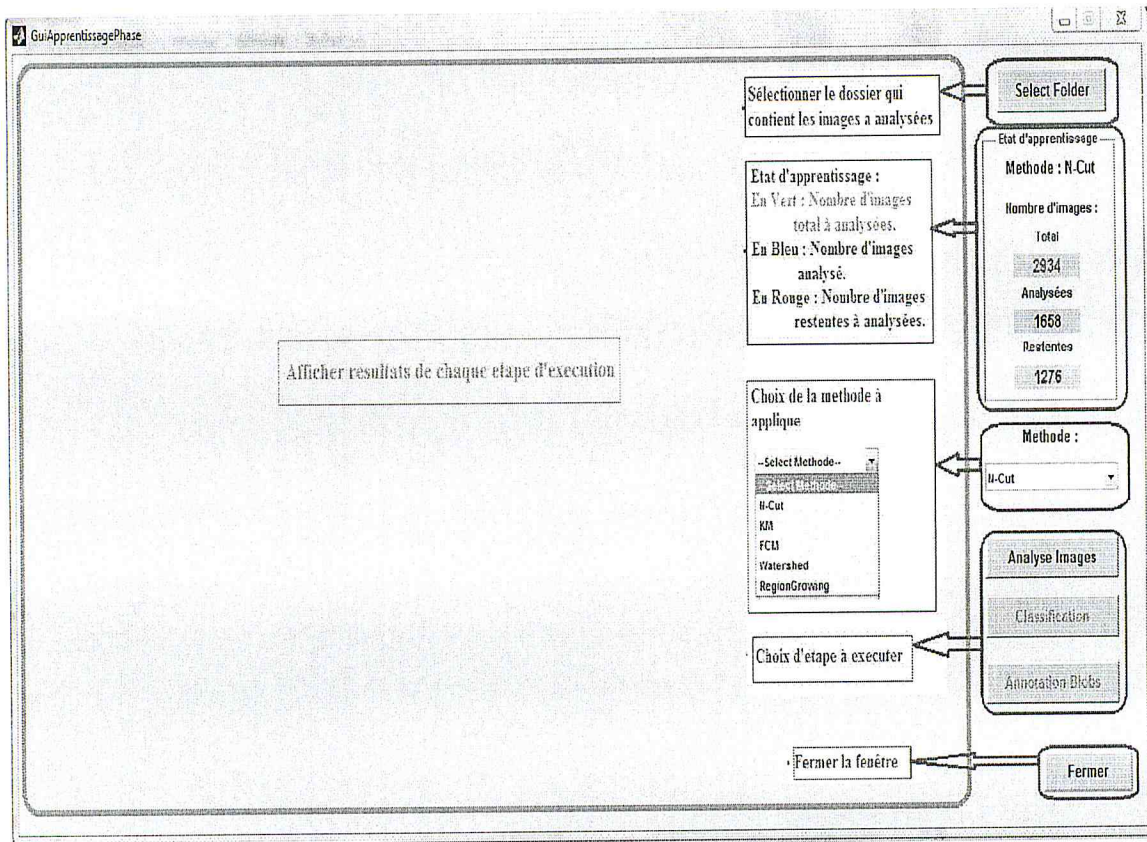 GuiApprentissagePhase
Sélectionner le dossier qui
contient les images a analysées
Select Folder
Etat d'apprentissage :
En Vert : Nombre d'images
total à analysées.
En Bleu : Nombre d'images
analysé.
En Rouge : Nombre d'images
restentes à analysées.
Etat d'apprentissage
Methode : N-Cut
Nombre d'images :
Total
2934
Analysées
1658
Restentes
1276
Afficher resultats de chaque etape d'execution
Choix de la methode à
applique
--Select Methode--
--Select Methode--
N-Cut
KM
FCM
Watershed
RegionGrowing
Methode :
N-Cut
Analyse Images
Classification
Annotation Blobs
Choix d'etape à executer
Fermer la fenêtre
Fermer